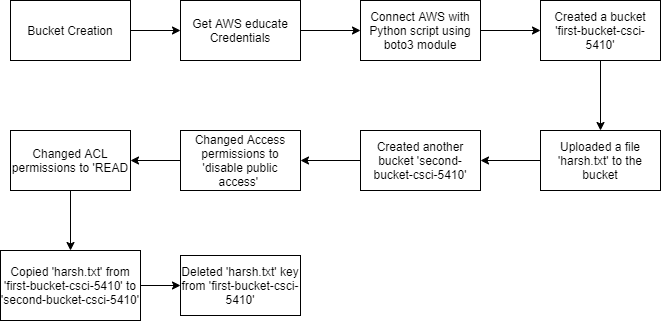 Bucket Creation
Get AWS educate
Credentials
Connect AWS with
Python script using
boto3 module
Created a bucket
'first-bucket-csci-
5410'
Uploaded a file
'harsh.txt' to the
bucket
Created another
bucket 'second-
bucket-csci-5410'
Changed Access
permissions to
'disable public
access'
Changed ACL
permissions to 'READ
Copied 'harsh.txt' from
'first-bucket-csci-5410' to
'second-bucket-csci-5410'
Deleted 'harsh.txt' key
from 'first-bucket-csci-
5410'